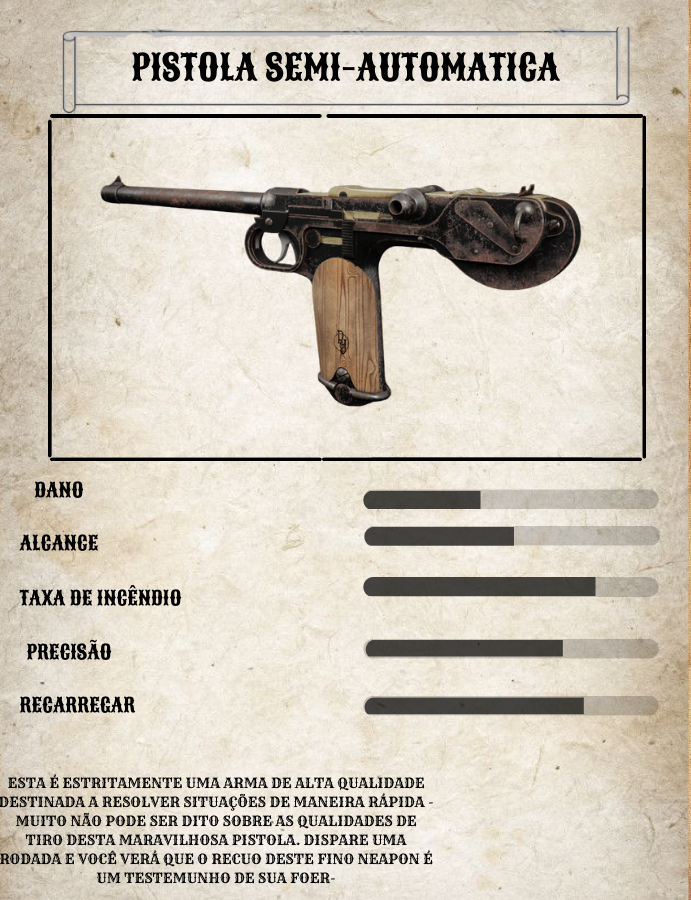 PISTOLA SEMI-AUTOMATICA
DANO
ALCANCE
TAXA DE INCÊNDIO
PRECISÃO
RECARREGAR
ESTA É ESTRITAMENTE UMA ARMA DE ALTA QUALIDADE
DESTINADA A RESOLVER SITUAÇÕES DE MANEIRA RÁPIDA -
MUITO NÃO PODE SER DITO SOBRE AS QUALIDADES DE
TIRO DESTA MARAVILHOSA PISTOLA. DISPARE UMA
RODADA E VOCÊ VERÁ QUE O RECUO DESTE FINO NEAPON É
UM TESTEMUNHO DE SUA FOER-